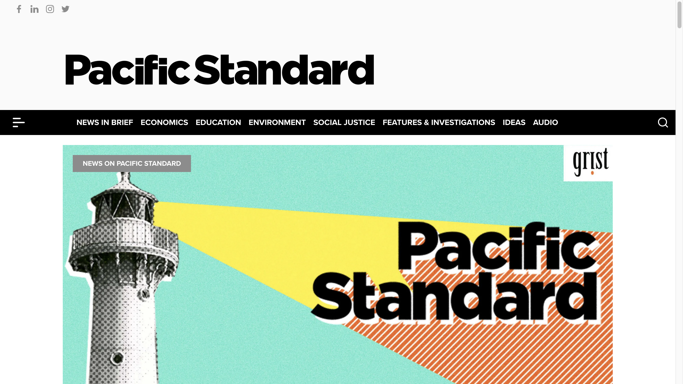 Pacific Standard
NEWS IN BRIEF ECONOMICS EDUCATION ENVIRONMENT SOCIAL JUSTICE FEATURES & INVESTIGATIONS IDEAS AUDIO
NEWS ON PACIFIC STANDARD
grist
Pacific
Standard